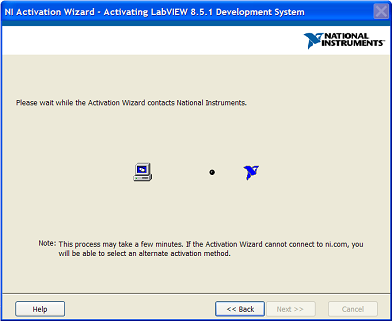 NI Activation Wizard - Activating LabVIEW 8.5.1 Development System
NATIONAL
INSTRUMENTS
Please wait while the Activation Wizard contacts National Instruments.
Note: This process may take a few minutes. If the Activation Wizard cannot connect to ni.com, you
will be able to select an alternate activation method.
Help
<< Back
Next >>
Cancel